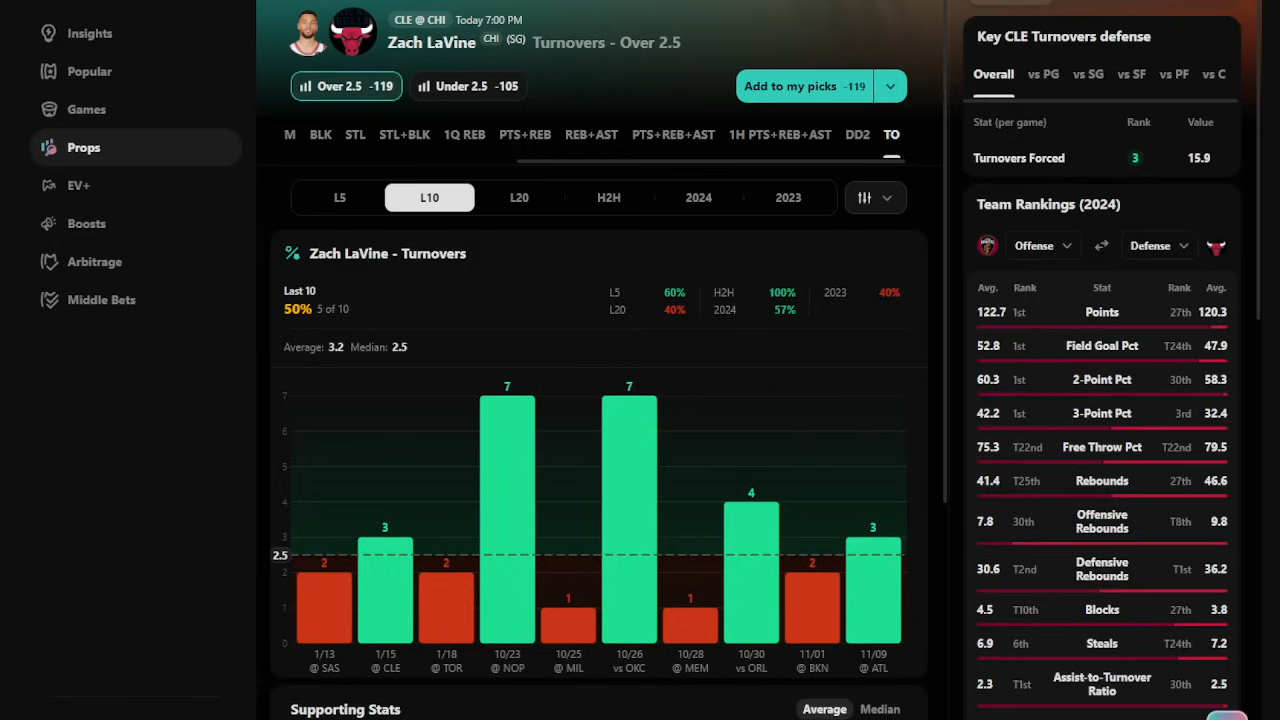 Insights
Popular
Games
Props
EV+
Boosts
Arbitrage
Middle Bets
CLE @ CHI Today 7:00 PM
Zach LaVine CHI (SG) Turnovers - Over 2.5
Over 2.5 -119 Under 2.5 -105
Add to my picks -119
M BLK STL STL+BLK 1Q REB PTS+REB REB+AST PTS+REB+AST 1H PTS+REB+AST DD2 TO
L5 L10 L20 H2H 2024 2023
Zach LaVine - Turnovers
Last 10
50% 5 of 10
L5 60% H2H 100% 2023 40%
L20 40% 2024 57%
Average: 3.2 Median: 2.5
7
6
5
4
3
2.5
2
1
0
2 3 2 7 1 7 1 4 2 3
1/13 1/15 1/18 10/23 10/25 10/26 10/28 10/30 11/01 11/09
@ SAS @ CLE @ TOR @ NOP @ MIL vs OKC @ MEM vs ORL @ BKN @ ATL
Supporting Stats
Average Median
Key CLE Turnovers defense
Overall vs PG vs SG vs SF vs PF vs C
Stat (per game) Rank Value
Turnovers Forced 3 15.9
Team Rankings (2024)
Offense Defense
Avg. Rank Stat Rank Avg.
122.7 1st Points 27th 120.3
52.8 1st Field Goal Pct T24th 47.9
60.3 1st 2-Point Pct 30th 58.3
42.2 1st 3-Point Pct 3rd 32.4
75.3 T22nd Free Throw Pct T22nd 79.5
41.4 T25th Rebounds 27th 46.6
7.8 30th Offensive Rebounds T8th 9.8
30.6 T2nd Defensive Rebounds T1st 36.2
4.5 T10th Blocks 27th 3.8
6.9 6th Steals T24th 7.2
2.3 T1st Assist-to-Turnover Ratio 30th 2.5